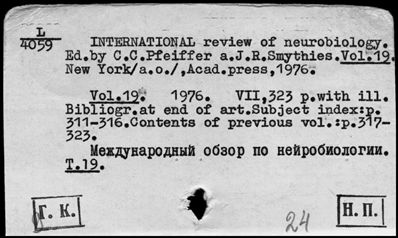 L
4059
INTERNATIONAL review of neurobiology.
Ed.by C.C.Pfeiffer a.J.R.Smythies.Vol.19.
New York/a.o./,Acad.press,1976.
Vol.19. 1976. VII,323 p.with ill.
Bibliogr.at end of art.Subject index:p.
311-316.Contents of previous vol.:p.317-
323.
Международный обзор по нейробиологии.
T.19.
Г. К.
24
Н. П.